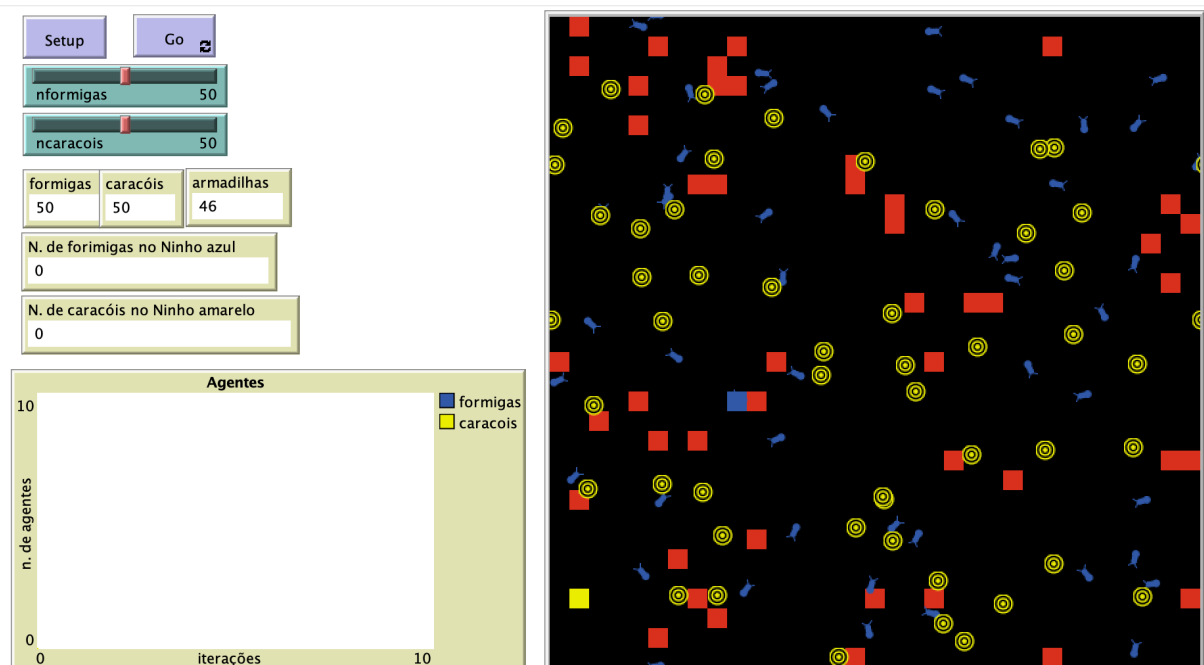 Setup
Go
nformigas 50
ncaracois 50
formigas caracóis armadilhas
50 50 46
N. de forimigas no Ninho azul
0
N. de caracóis no Ninho amarelo
0
Agentes
10
n. de agentes
0
0 iterações 10
formigas
caracois